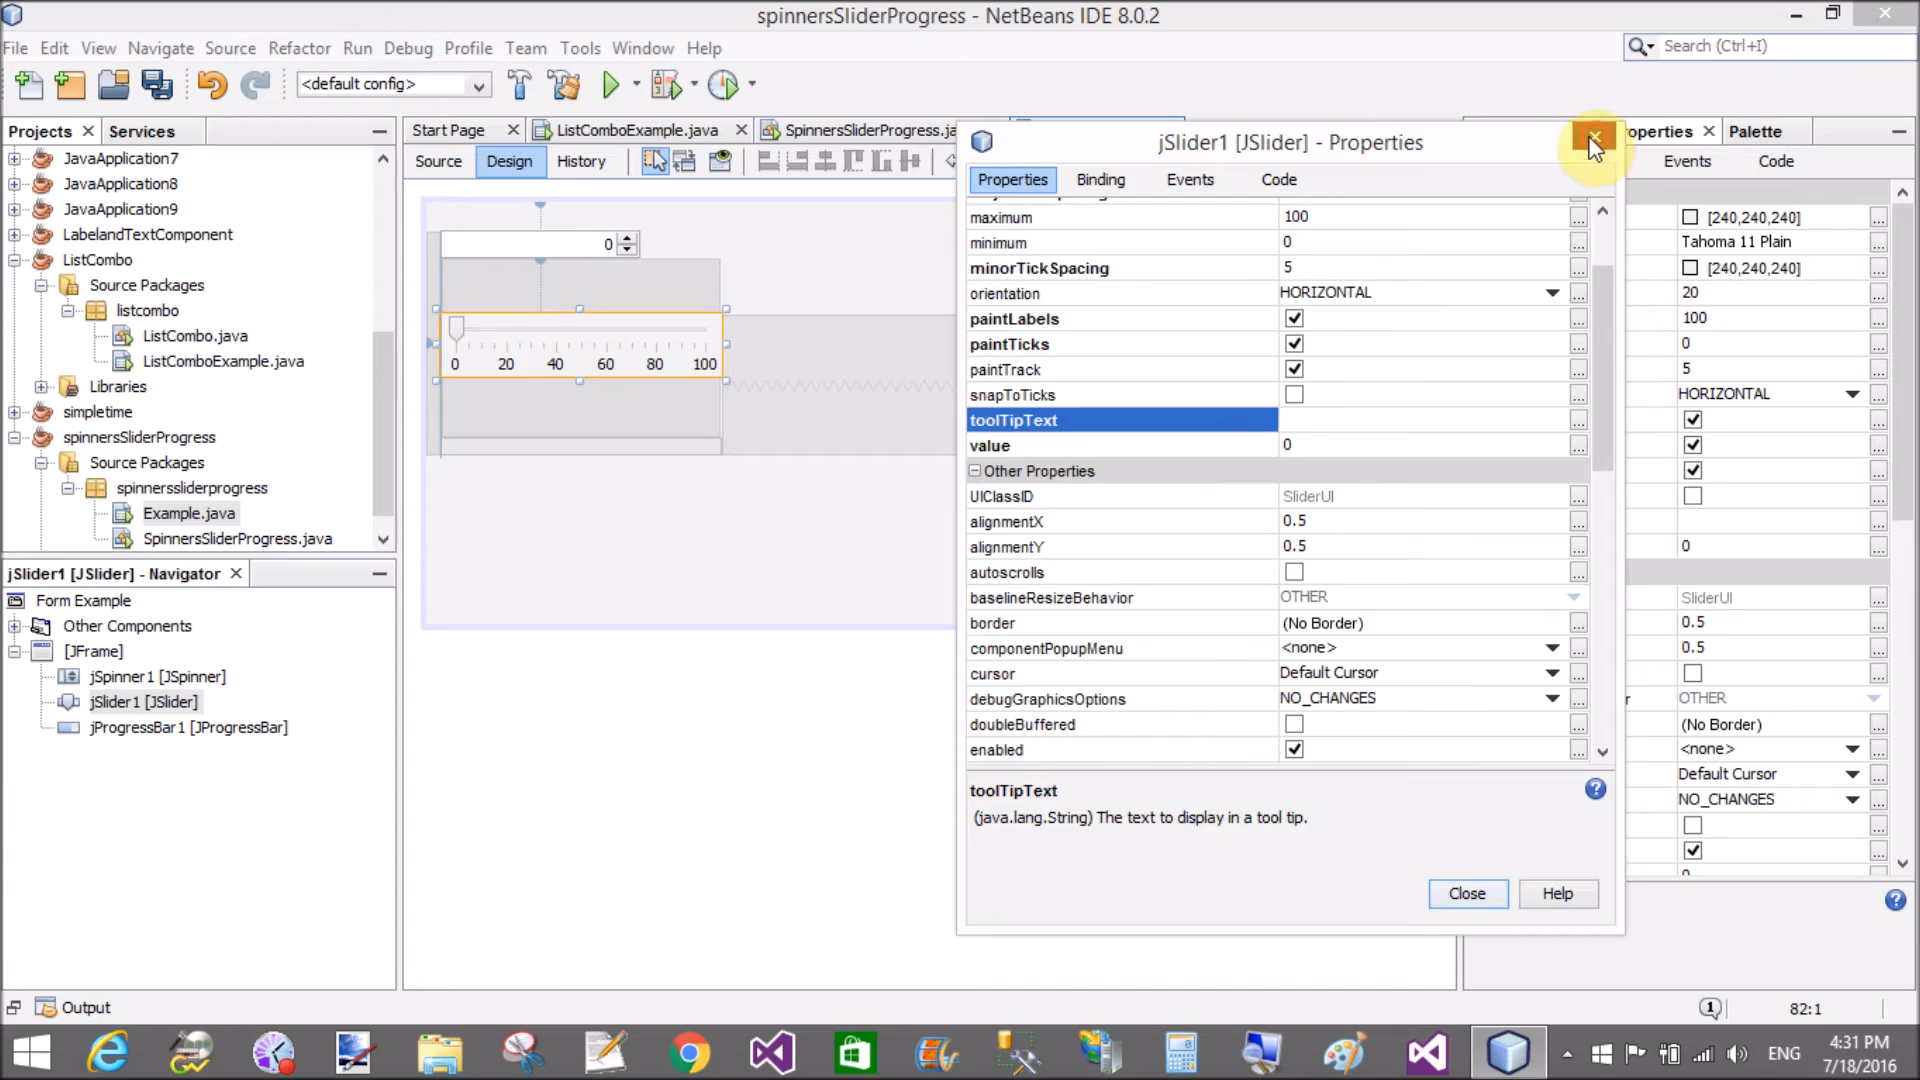 spinnersSliderProgress - NetBeans IDE 8.0.2
File Edit View Navigate Source Refactor Run Debug Profile Team Tools Window Help
Search (Ctrl+I)
<default config>
Projects
Services
JavaApplication7
JavaApplication8
JavaApplication9
LabelandTextComponent
ListCombo
Source Packages
listcombo
ListCombo.java
ListComboExample.java
Libraries
simpletime
spinnersSliderProgress
Source Packages
spinnerssliderprogress
Example.java
SpinnersSliderProgress.java
jSlider1 [JSlider] - Navigator
Form Example
Other Components
[JFrame]
jSpinner1 [JSpinner]
jSlider1 [JSlider]
jProgressBar1 [JProgressBar]
Output
Start Page
ListComboExample.java
SpinnersSliderProgress.ja
Source Design History
0
0 20 40 60 80 100
jSlider1 [JSlider] - Properties
Properties Binding Events Code
maximum 100
minimum 0
minorTickSpacing 5
orientation HORIZONTAL
paintLabels
paintTicks
paintTrack
snapToTicks
toolTipText
value 0
Other Properties
UIClassID SliderUI
alignmentX 0.5
alignmentY 0.5
autoscrolls
baselineResizeBehavior OTHER
border (No Border)
componentPopupMenu <none>
cursor Default Cursor
debugGraphicsOptions NO_CHANGES
doubleBuffered
enabled
toolTipText
(java.lang.String) The text to display in a tool tip.
Close Help
roperties
Palette
Events Code
[240,240,240]
Tahoma 11 Plain
[240,240,240]
20
100
0
5
HORIZONTAL
0
SliderUI
0.5
0.5
r OTHER
(No Border)
<none>
Default Cursor
NO_CHANGES
1
82:1
ENG
4:31 PM
7/18/2016